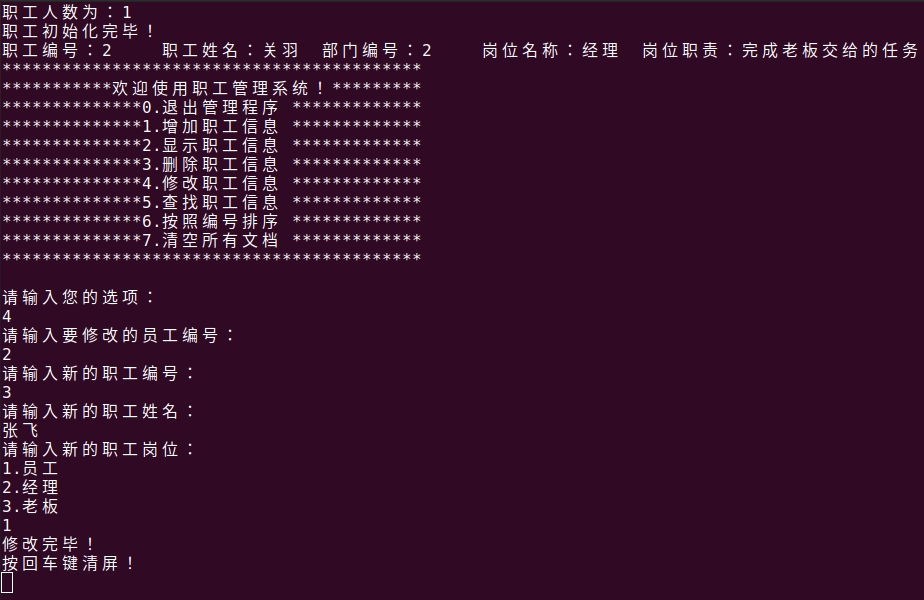 职工人数为：1
职工初始化完毕！
职工编号：2     职工姓名：关羽  部门编号：2     岗位名称：经理  岗位职责：完成老板交给的任务
******************************************
***********欢迎使用职工管理系统！*********
**************0.退出管理程序 *************
**************1.增加职工信息 *************
**************2.显示职工信息 *************
**************3.删除职工信息 *************
**************4.修改职工信息 *************
**************5.查找职工信息 *************
**************6.按照编号排序 *************
**************7.清空所有文档 *************
******************************************
请输入您的选项：
4
请输入要修改的员工编号：
2
请输入新的职工编号：
3
请输入新的职工姓名：
张飞
请输入新的职工岗位：
1.员工
2.经理
3.老板
1
修改完毕！
按回车键清屏！